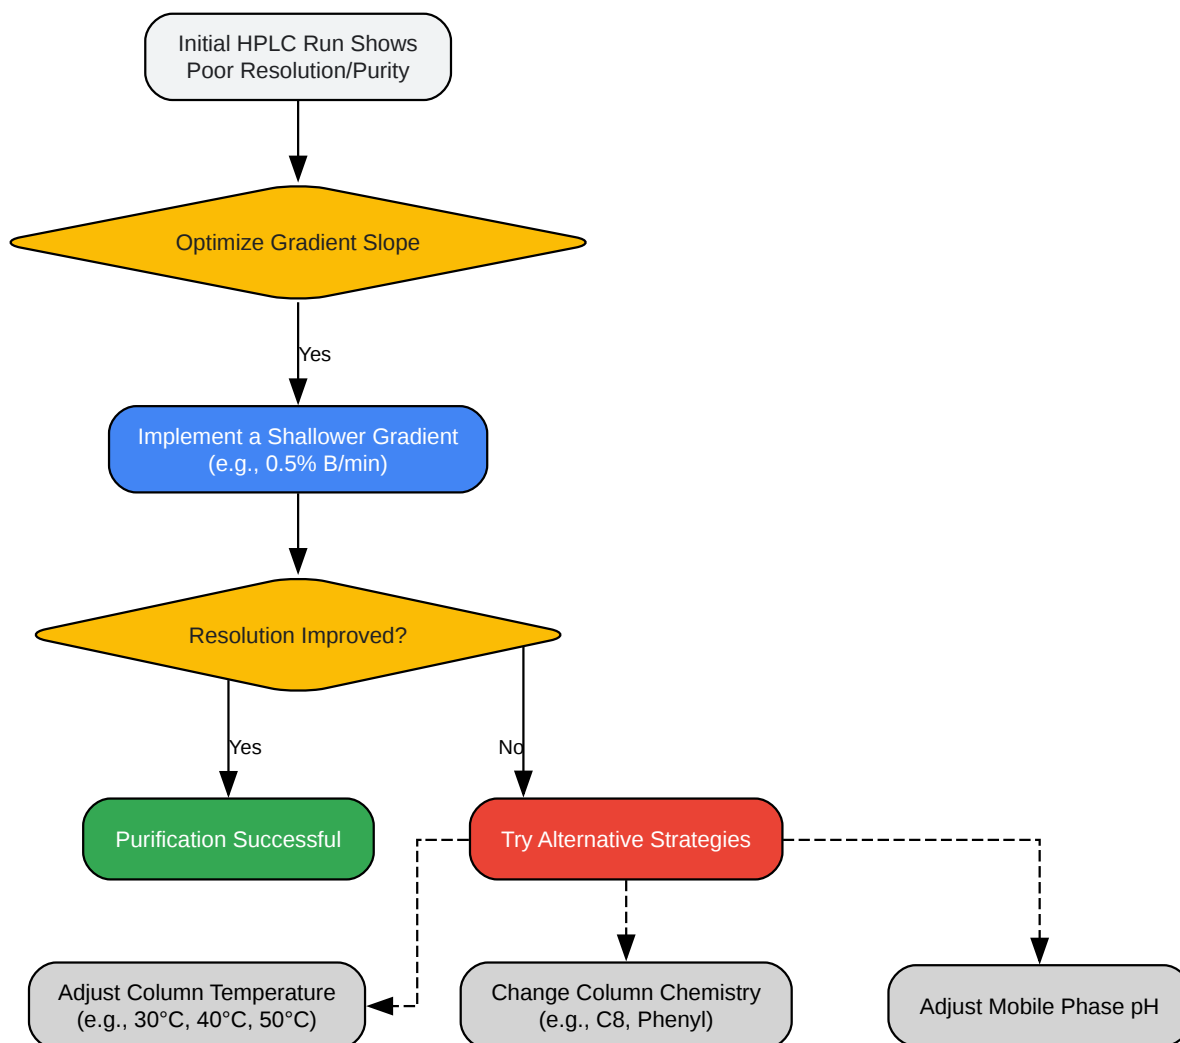 Initial HPLC Run Shows
Poor Resolution/Purity
Optimize Gradient Slope
Yes
Implement a Shallower Gradient
(e.g., 0.5% B/min)
Resolution Improved?
Yes
No
Purification Successful
Try Alternative Strategies
Adjust Column Temperature
(e.g., 30°C, 40°C, 50°C)
Change Column Chemistry
(e.g., C8, Phenyl)
Adjust Mobile Phase pH